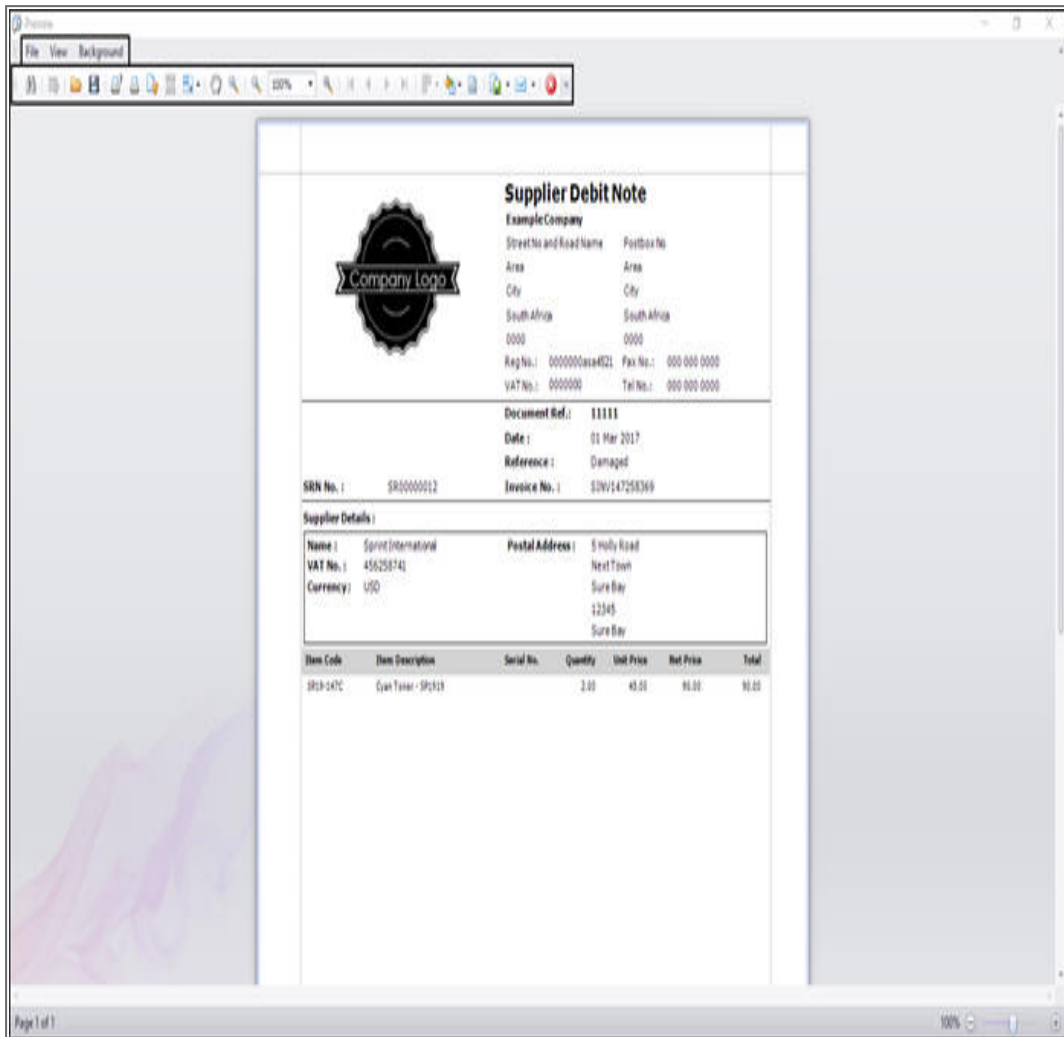 Preview
File View Background
100%
Supplier Debit Note
Example Company
Street No and Road Name Postbox No
Area Area
City City
South Africa South Africa
0000 0000
Reg No.: 0000000asa4521 Fax No.: 000 000 0000
VAT No.: 0000000 Tel No.: 000 000 0000
Company Logo
Document Ref.: 11111
Date : 01 Mar 2017
Reference : Damaged
SRN No. : SR00000012 Invoice No. : SINV147258369
Supplier Details :
Name : Sprint International Postal Address : 5 Holly Road
VAT No. : 456258741 Next Town
Currency : USD Sure Bay
12345
Sure Bay
Item Code Item Description Serial No. Quantity Unit Price Net Price Total
SP19-147C Cyan Toner - SP1919 2.00 45.00 90.00 90.00
Page 1 of 1 100%